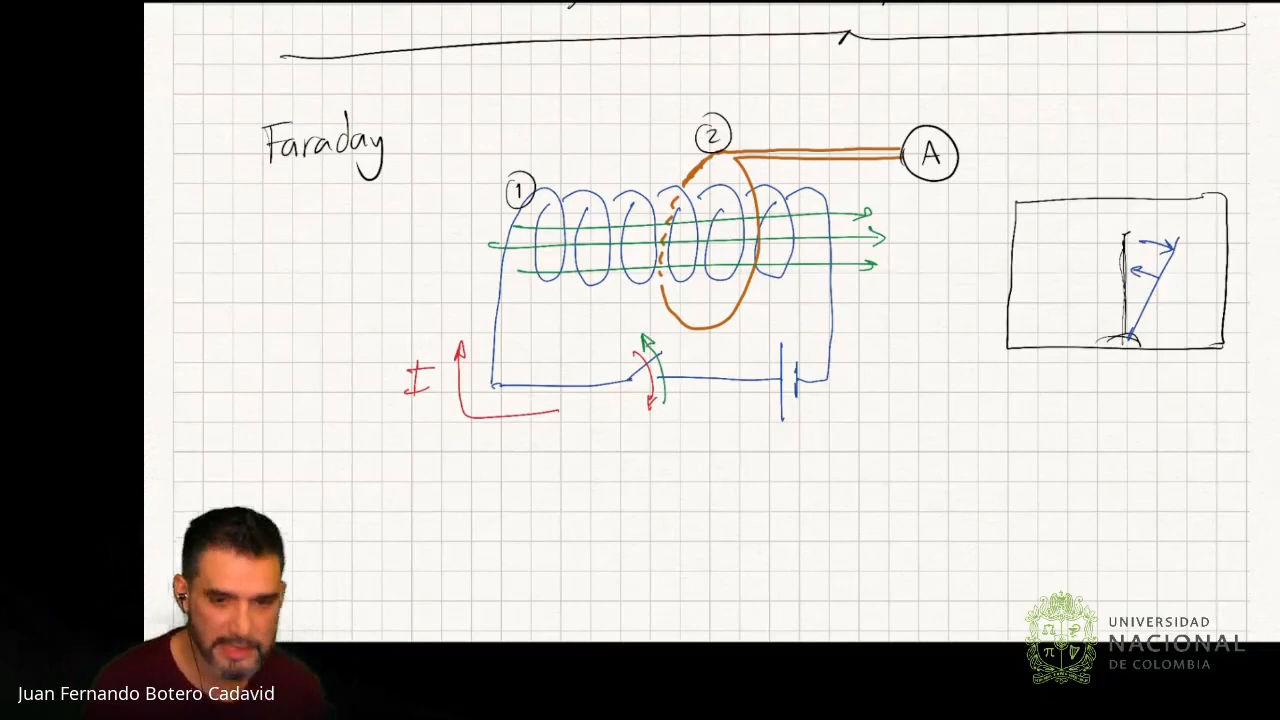 Faraday
2
A
1
I
UNIVERSIDAD
NACIONAL
DE COLOMBIA
Juan Fernando Botero Cadavid